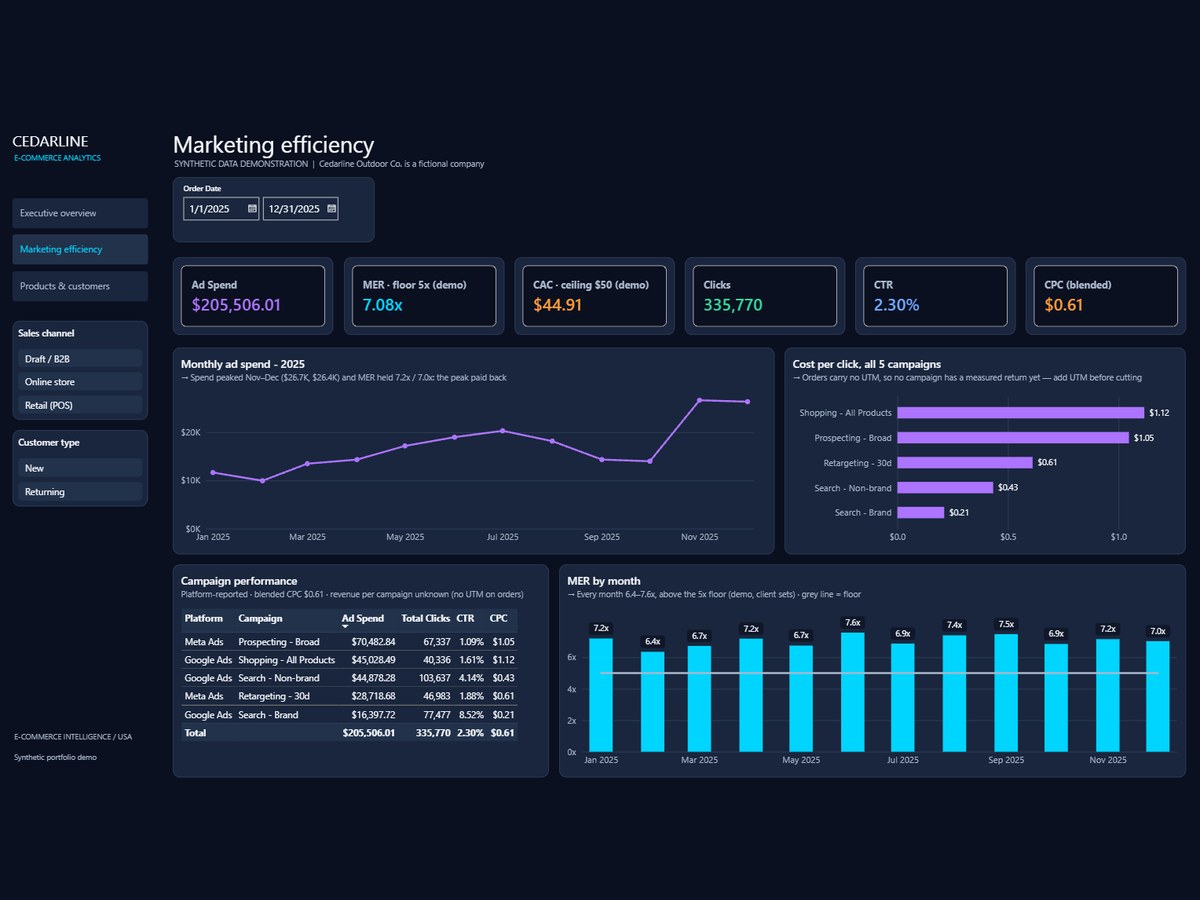 CEDARLINE
E-COMMERCE ANALYTICS
Executive overview
Marketing efficiency
Products & customers
Sales channel
Draft / B2B
Online store
Retail (POS)
Customer type
New
Returning
E-COMMERCE INTELLIGENCE / USA
Synthetic portfolio demo
Marketing efficiency
SYNTHETIC DATA DEMONSTRATION | Cedarline Outdoor Co. is a fictional company
Order Date
1/1/2025 12/31/2025
Ad Spend
$205,506.01
MER · floor 5x (demo)
7.08x
CAC · ceiling $50 (demo)
$44.91
Clicks
335,770
CTR
2.30%
CPC (blended)
$0.61
Monthly ad spend - 2025
→ Spend peaked Nov–Dec ($26.7K, $26.4K) and MER held 7.2x / 7.0x: the peak paid back
$20K
$10K
$0K
Jan 2025 Mar 2025 May 2025 Jul 2025 Sep 2025 Nov 2025
Cost per click, all 5 campaigns
→ Orders carry no UTM, so no campaign has a measured return yet — add UTM before cutting
Shopping - All Products $1.12
Prospecting - Broad $1.05
Retargeting - 30d $0.61
Search - Non-brand $0.43
Search - Brand $0.21
$0.0 $0.5 $1.0
Campaign performance
Platform-reported · blended CPC $0.61 · revenue per campaign unknown (no UTM on orders)
Platform Campaign Ad Spend Total Clicks CTR CPC
Meta Ads Prospecting - Broad $70,482.84 67,337 1.09% $1.05
Google Ads Shopping - All Products $45,028.49 40,336 1.61% $1.12
Google Ads Search - Non-brand $44,878.28 103,637 4.14% $0.43
Meta Ads Retargeting - 30d $28,718.68 46,983 1.88% $0.61
Google Ads Search - Brand $16,397.72 77,477 8.52% $0.21
Total $205,506.01 335,770 2.30% $0.61
MER by month
→ Every month 6.4–7.6x, above the 5x floor (demo, client sets) · grey line = floor
7.2x 6.4x 6.7x 7.2x 6.7x 7.6x 6.9x 7.4x 7.5x 6.9x 7.2x 7.0x
6x
4x
2x
0x
Jan 2025 Mar 2025 May 2025 Jul 2025 Sep 2025 Nov 2025